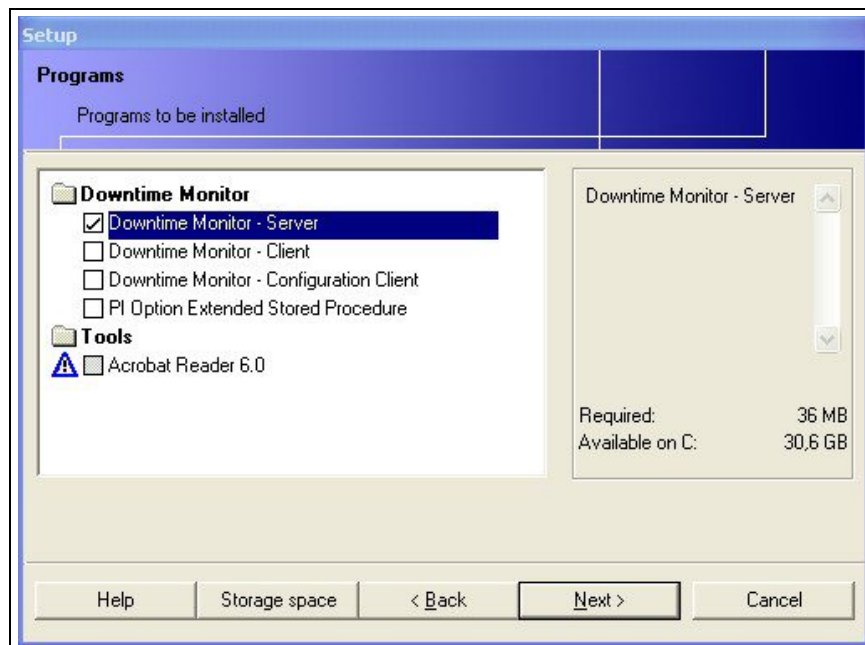 Setup
Programs
Programs to be installed
Downtime Monitor
Downtime Monitor - Server
Downtime Monitor - Client
Downtime Monitor - Configuration Client
PI Option Extended Stored Procedure
Tools
Acrobat Reader 6.0
Downtime Monitor - Server
Required: 36 MB
Available on C: 30,6 GB
Help Storage space < Back Next > Cancel